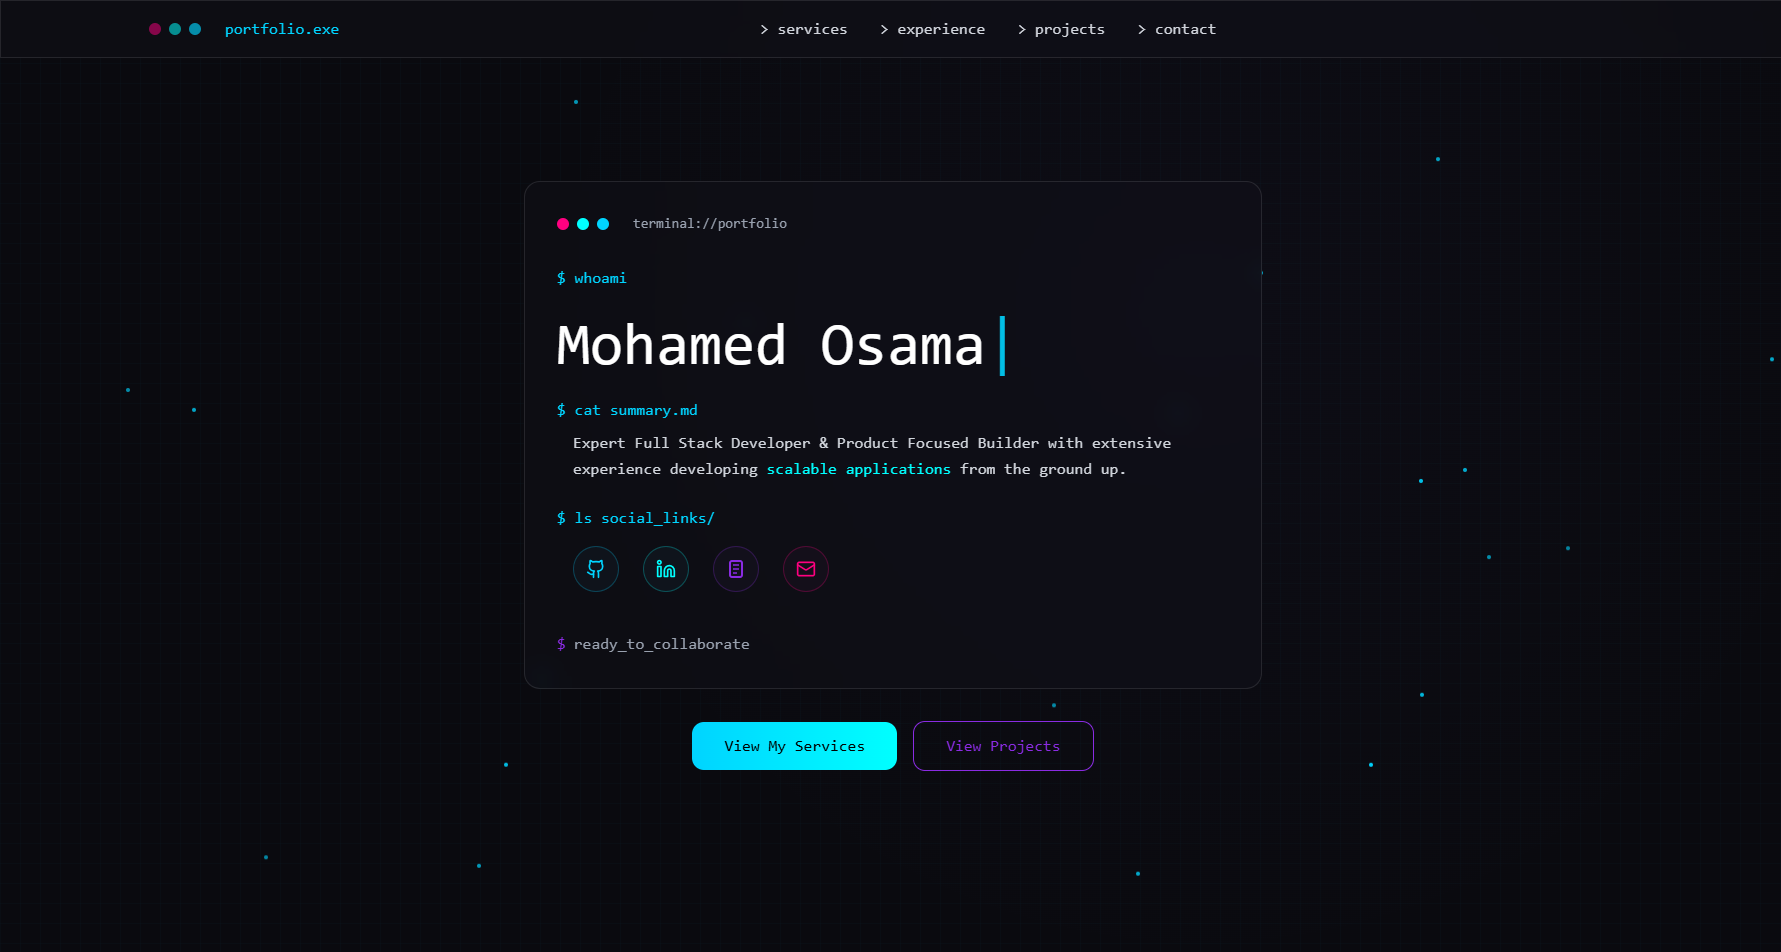 portfolio.exe
> services > experience > projects > contact
terminal://portfolio
$ whoami
Mohamed Osama
$ cat summary.md
Expert Full Stack Developer & Product Focused Builder with extensive
experience developing scalable applications from the ground up.
$ ls social_links/
in
$ ready_to_collaborate
View My Services
View Projects